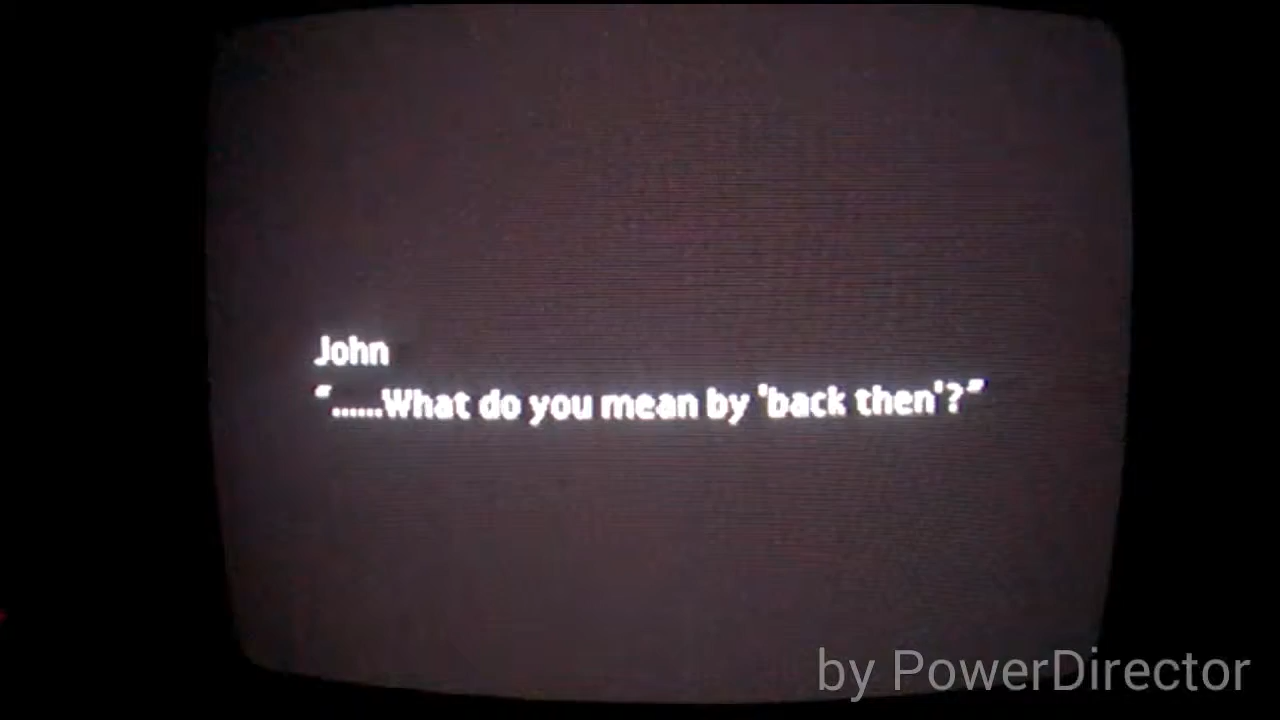 John
“......What do you mean by 'back then'?”
by PowerDirector